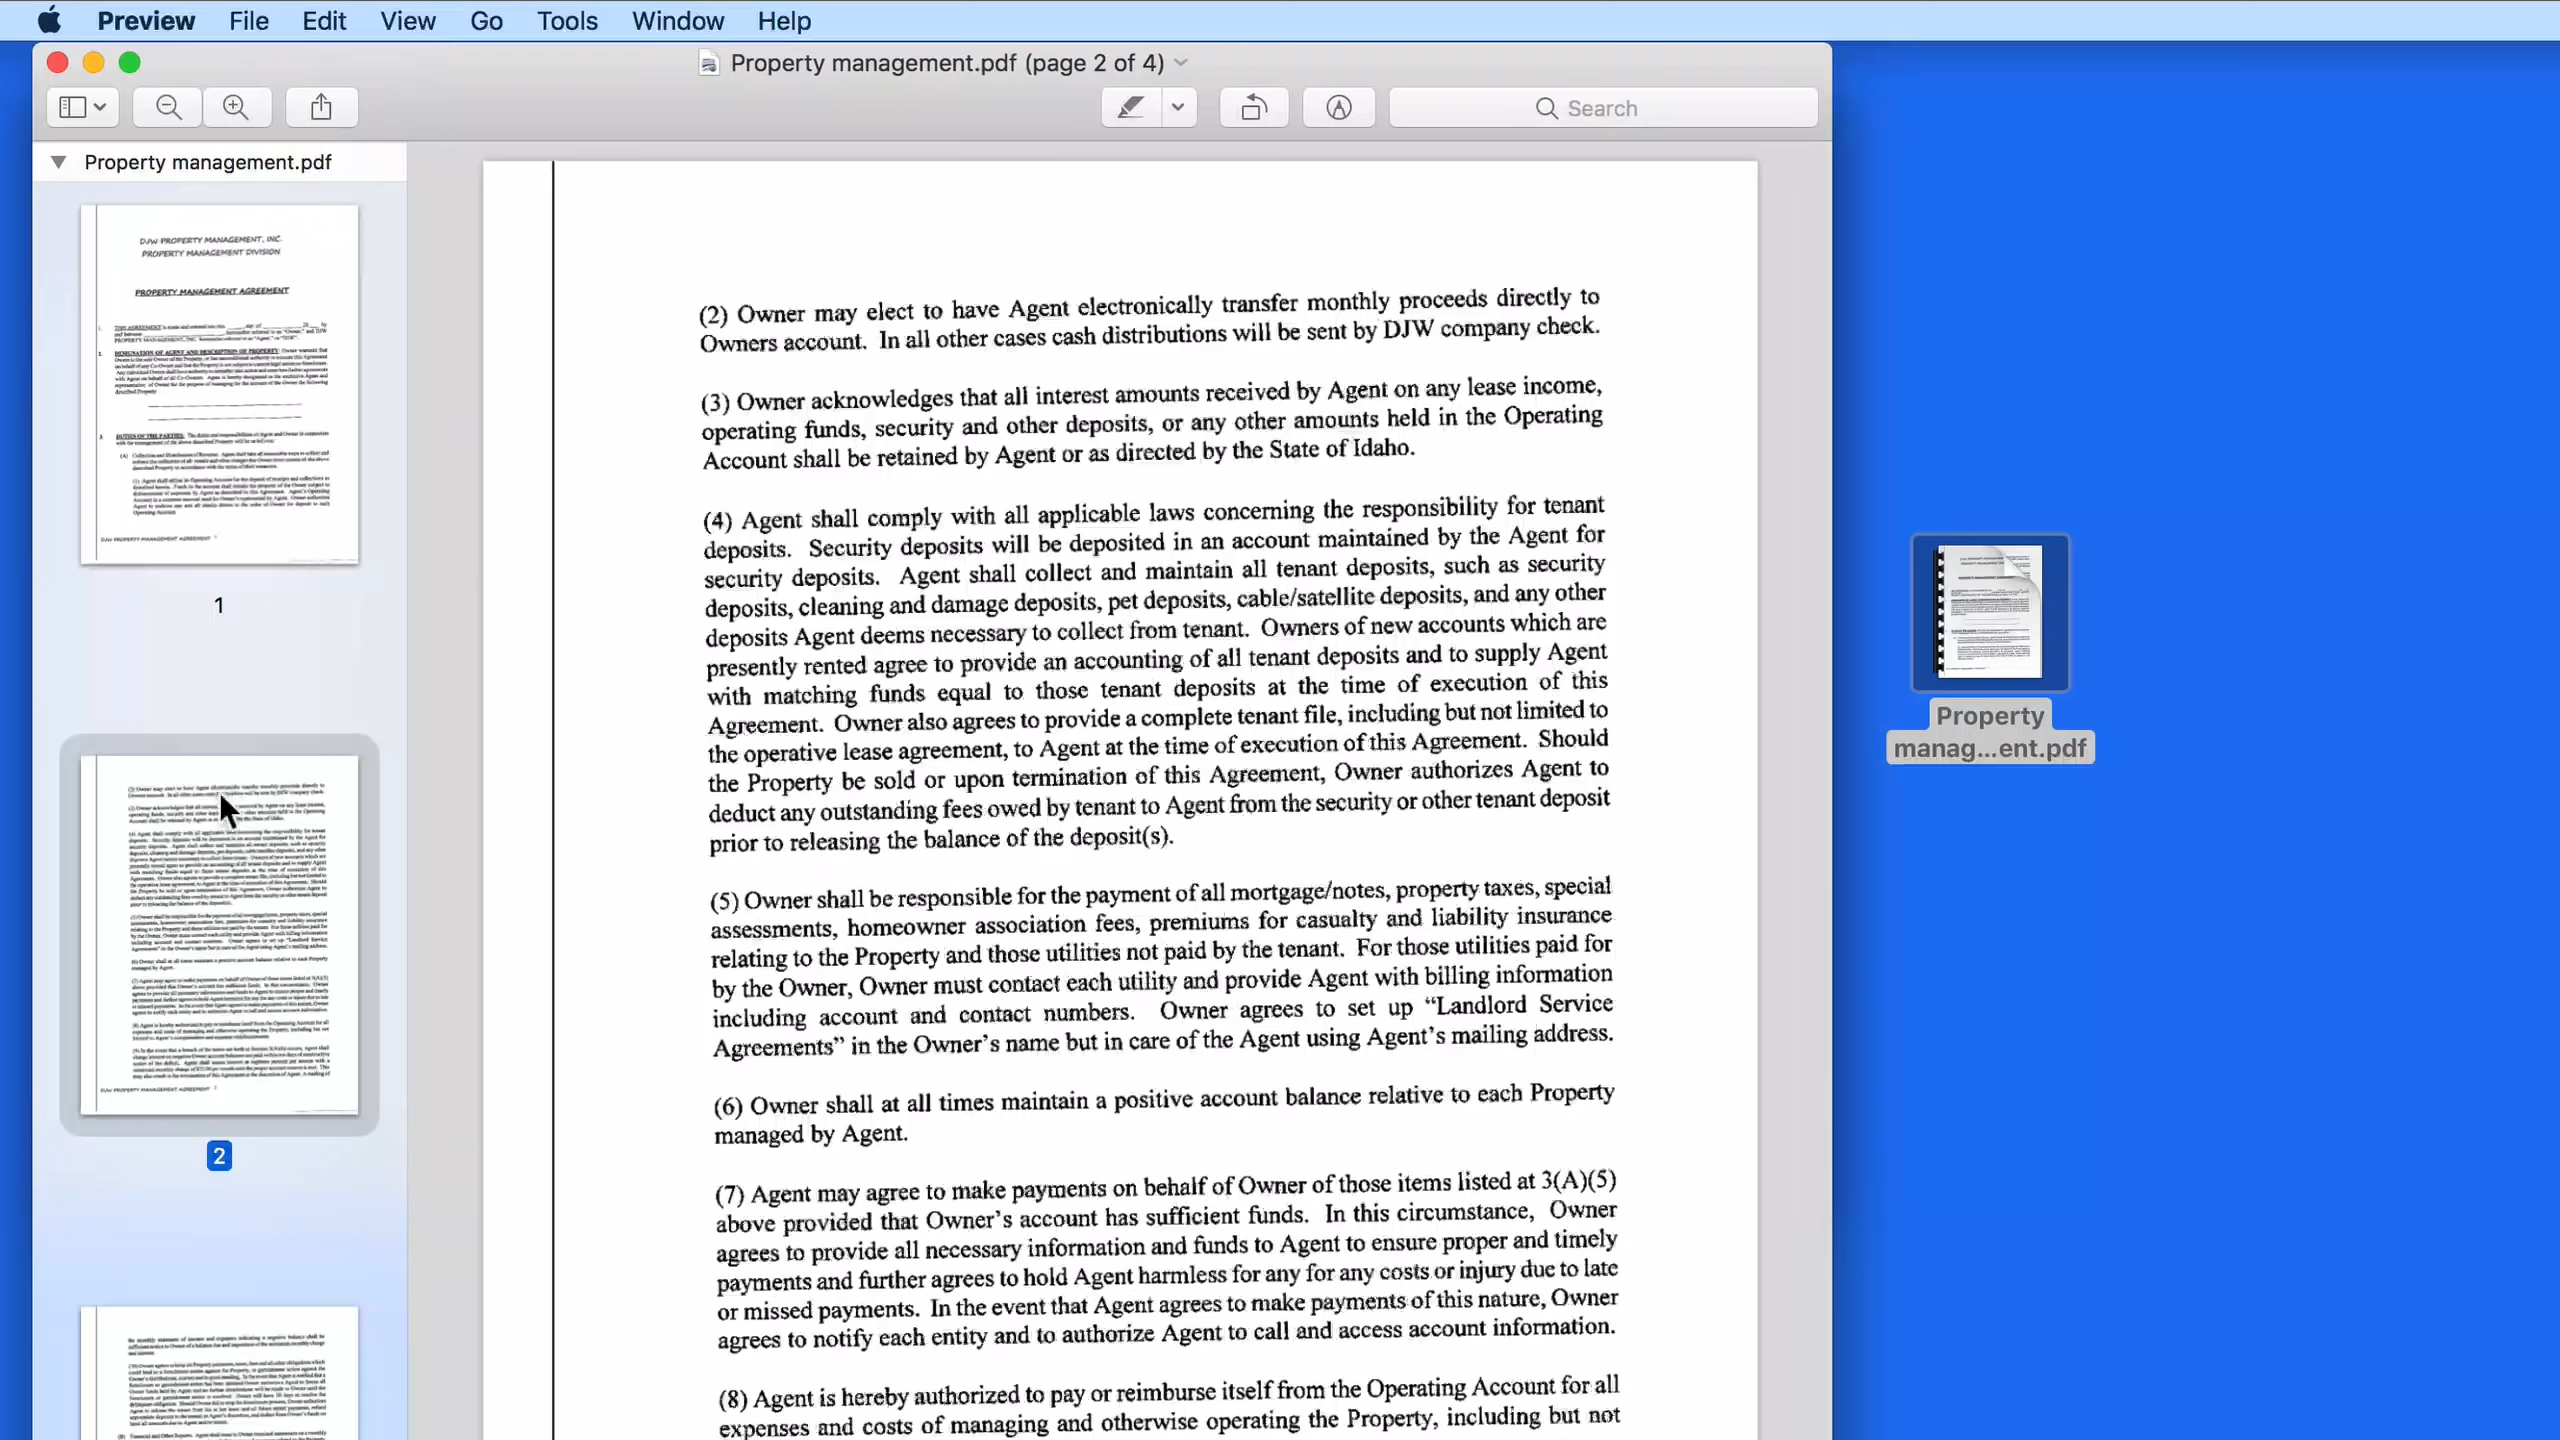 Preview File Edit View Go Tools Window Help
Property management.pdf (page 2 of 4)
Search
Property management.pdf
DJW PROPERTY MANAGEMENT, INC.
PROPERTY MANAGEMENT DIVISION
PROPERTY MANAGEMENT AGREEMENT
1
2
(2) Owner may elect to have Agent electronically transfer monthly proceeds directly to
Owners account. In all other cases cash distributions will be sent by DJW company check.
(3) Owner acknowledges that all interest amounts received by Agent on any lease income,
operating funds, security and other deposits, or any other amounts held in the Operating
Account shall be retained by Agent or as directed by the State of Idaho.
(4) Agent shall comply with all applicable laws concerning the responsibility for tenant
deposits. Security deposits will be deposited in an account maintained by the Agent for
security deposits. Agent shall collect and maintain all tenant deposits, such as security
deposits, cleaning and damage deposits, pet deposits, cable/satellite deposits, and any other
deposits Agent deems necessary to collect from tenant. Owners of new accounts which are
presently rented agree to provide an accounting of all tenant deposits and to supply Agent
with matching funds equal to those tenant deposits at the time of execution of this
Agreement. Owner also agrees to provide a complete tenant file, including but not limited to
the operative lease agreement, to Agent at the time of execution of this Agreement. Should
the Property be sold or upon termination of this Agreement, Owner authorizes Agent to
deduct any outstanding fees owed by tenant to Agent from the security or other tenant deposit
prior to releasing the balance of the deposit(s).
(5) Owner shall be responsible for the payment of all mortgage/notes, property taxes, special
assessments, homeowner association fees, premiums for casualty and liability insurance
relating to the Property and those utilities not paid by the tenant. For those utilities paid for
by the Owner, Owner must contact each utility and provide Agent with billing information
including account and contact numbers. Owner agrees to set up “Landlord Service
Agreements” in the Owner’s name but in care of the Agent using Agent’s mailing address.
(6) Owner shall at all times maintain a positive account balance relative to each Property
managed by Agent.
(7) Agent may agree to make payments on behalf of Owner of those items listed at 3(A)(5)
above provided that Owner’s account has sufficient funds. In this circumstance, Owner
agrees to provide all necessary information and funds to Agent to ensure proper and timely
payments and further agrees to hold Agent harmless for any for any costs or injury due to late
or missed payments. In the event that Agent agrees to make payments of this nature, Owner
agrees to notify each entity and to authorize Agent to call and access account information.
(8) Agent is hereby authorized to pay or reimburse itself from the Operating Account for all
expenses and costs of managing and otherwise operating the Property, including but not
Property
manag...ent.pdf